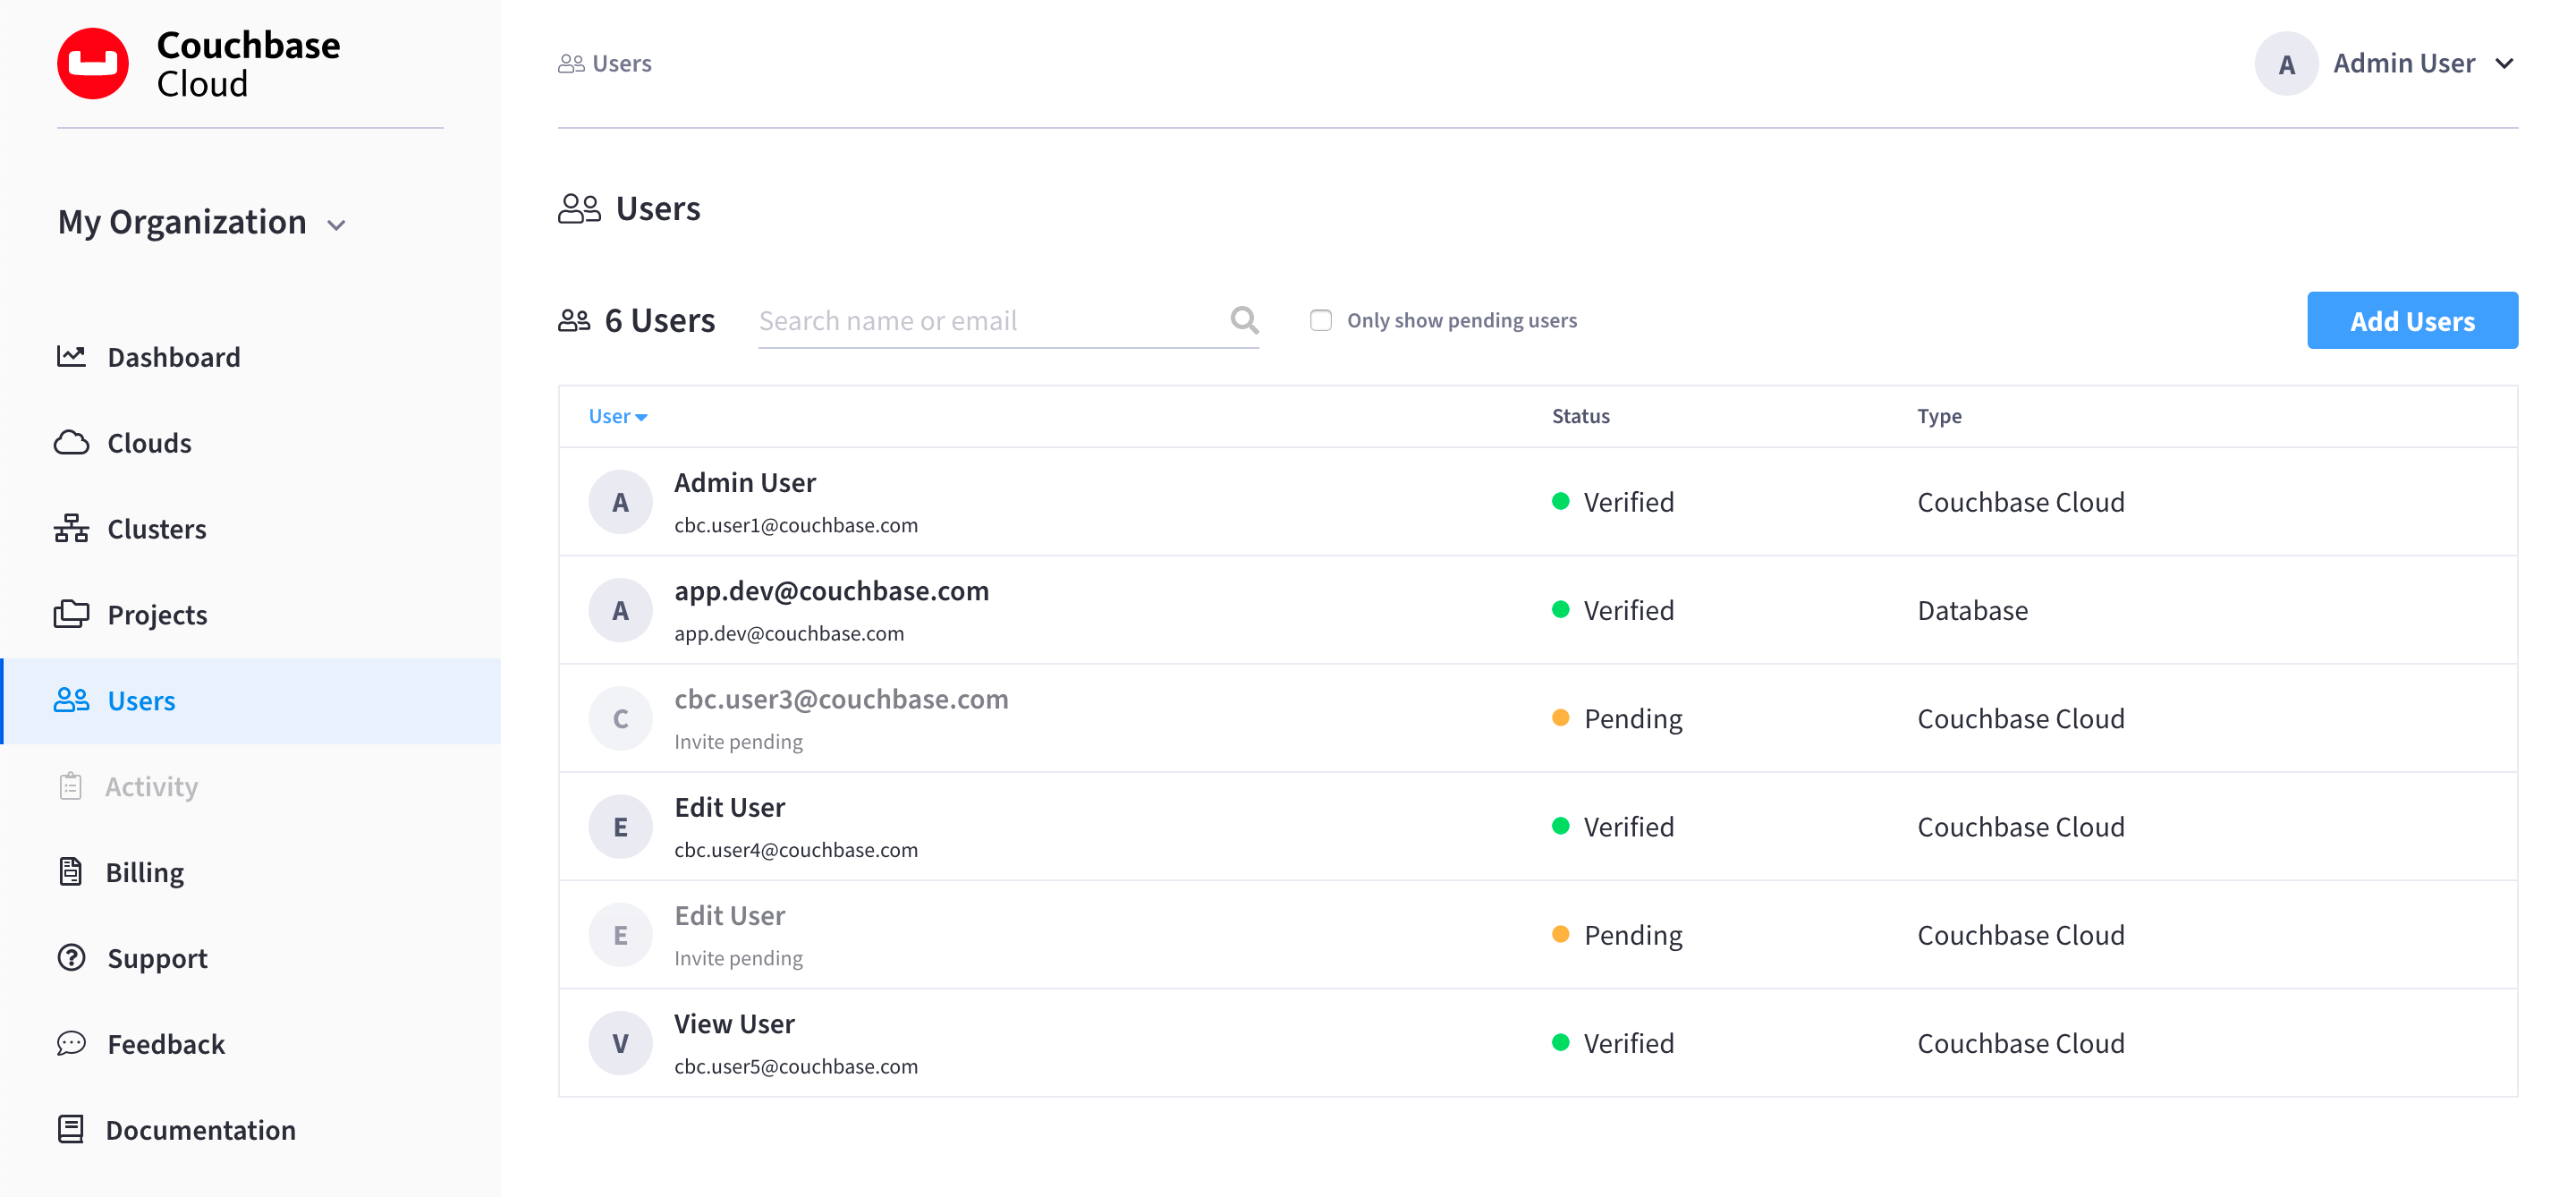 Couchbase
Cloud
My Organization
Dashboard
Clouds
Clusters
Projects
Users
Activity
Billing
Support
Feedback
Documentation
Users
A Admin User
Users
6 Users Search name or email Only show pending users Add Users
User Status Type
A Admin User Verified Couchbase Cloud
cbc.user1@couchbase.com
A app.dev@couchbase.com Verified Database
app.dev@couchbase.com
C cbc.user3@couchbase.com Pending Couchbase Cloud
Invite pending
E Edit User Verified Couchbase Cloud
cbc.user4@couchbase.com
E Edit User Pending Couchbase Cloud
Invite pending
V View User Verified Couchbase Cloud
cbc.user5@couchbase.com